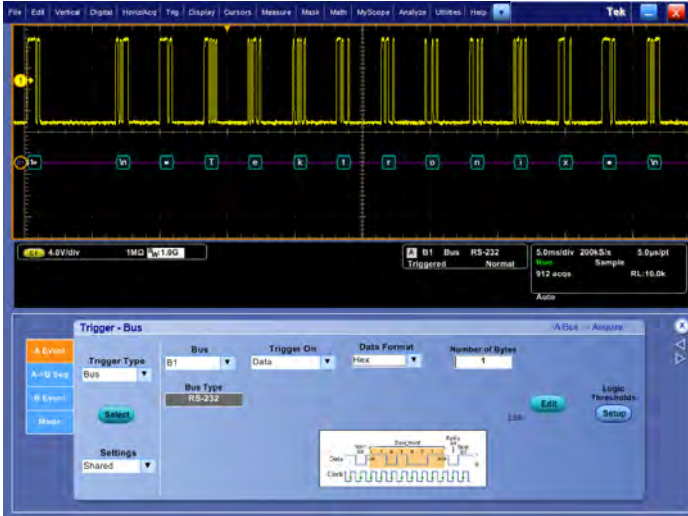 File Edit Vertical Digital Horiz/Acq Trig Display Cursors Measure Mask Math MyScope Analyze Utilities Help Tek
1
\n • T e k t r o n i x • \n
C1 4.0V/div 1MΩ BW:1.0G
A B1 Bus RS-232
Triggered Normal
5.0ms/div 200kS/s 5.0µs/pt
Run Sample
912 acqs RL:10.0k
Auto
Trigger - Bus
A:Bus → Acquire
A Event
A->B Seq
B Event
Mode
Trigger Type
Bus
Select
Settings
Shared
Bus
B1
Bus Type
RS-232
Trigger On
Data
Data Format
Hex
Number of Bytes
1
Edit
Logic
Thresholds
Setup
Data
Clock